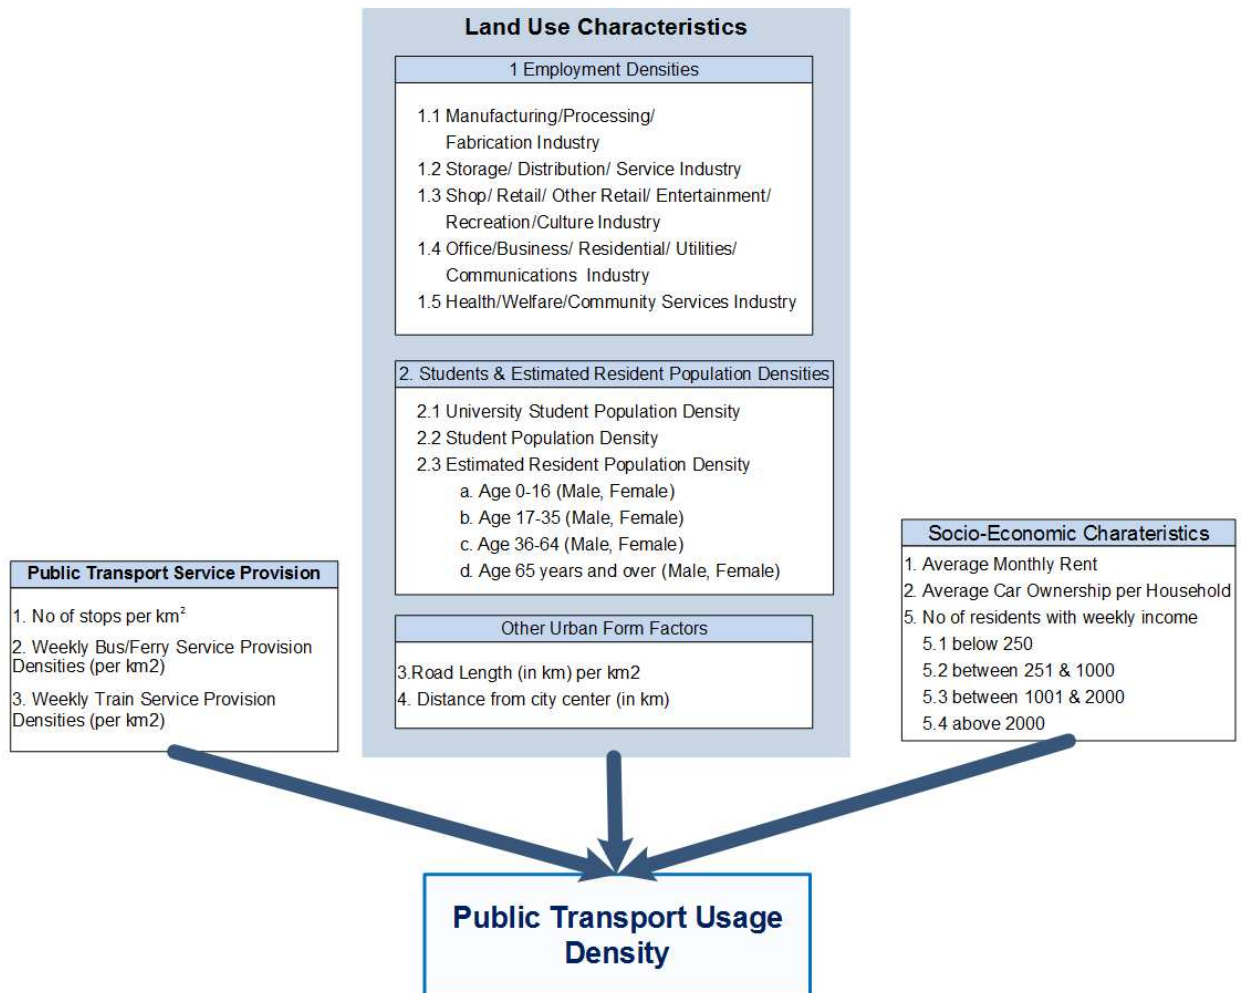 Land Use Characteristics
1 Employment Densities
1.1 Manufacturing/Processing/
Fabrication Industry
1.2 Storage/ Distribution/ Service Industry
1.3 Shop/ Retail/ Other Retail/ Entertainment/
Recreation/Culture Industry
1.4 Office/Business/ Residential/ Utilities/
Communications Industry
1.5 Health/Welfare/Community Services Industry
2. Students & Estimated Resident Population Densities
2.1 University Student Population Density
2.2 Student Population Density
2.3 Estimated Resident Population Density
a. Age 0-16 (Male, Female)
b. Age 17-35 (Male, Female)
c. Age 36-64 (Male, Female)
d. Age 65 years and over (Male, Female)
Other Urban Form Factors
3.Road Length (in km) per km2
4. Distance from city center (in km)
Public Transport Service Provision
1. No of stops per km²
2. Weekly Bus/Ferry Service Provision
Densities (per km2)
3. Weekly Train Service Provision
Densities (per km2)
Socio-Economic Charateristics
1. Average Monthly Rent
2. Average Car Ownership per Household
5. No of residents with weekly income
5.1 below 250
5.2 between 251 & 1000
5.3 between 1001 & 2000
5.4 above 2000
Public Transport Usage
Density